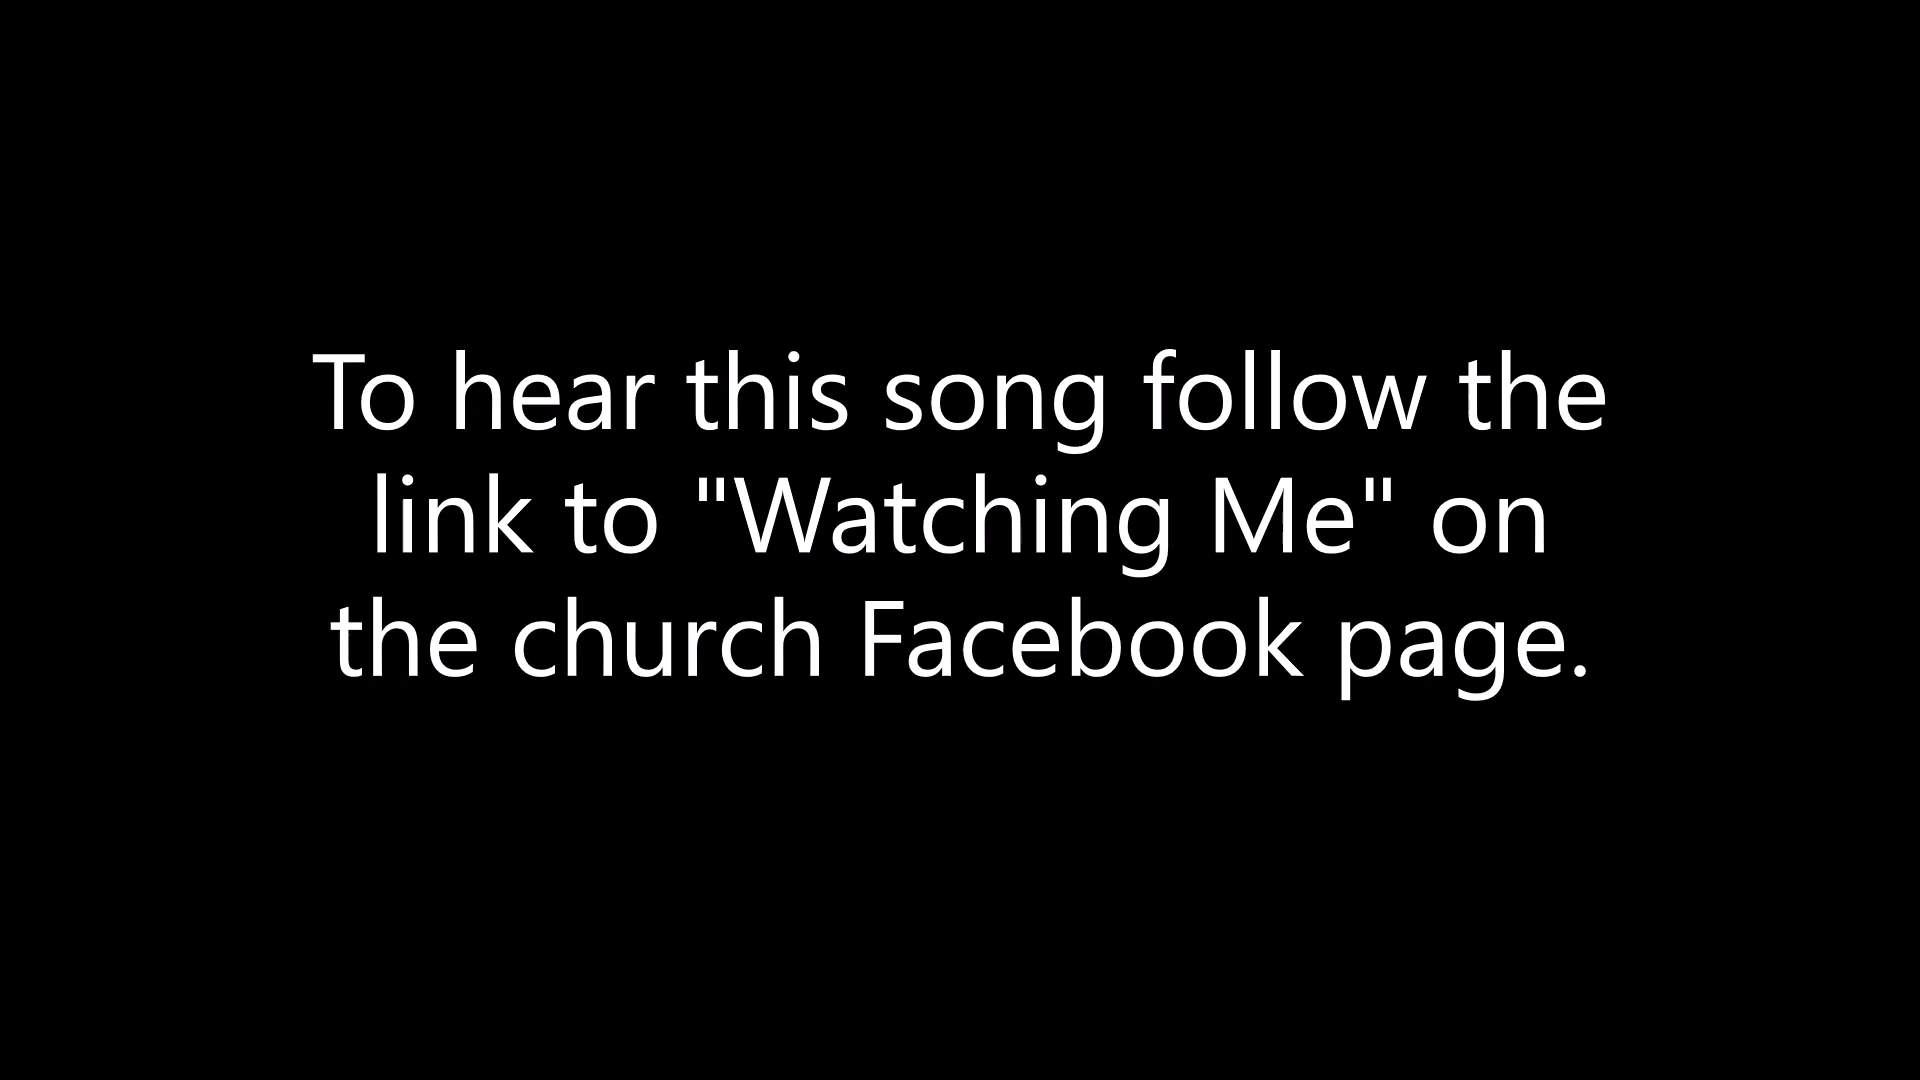 To hear this song follow the
link to "Watching Me" on
the church Facebook page.